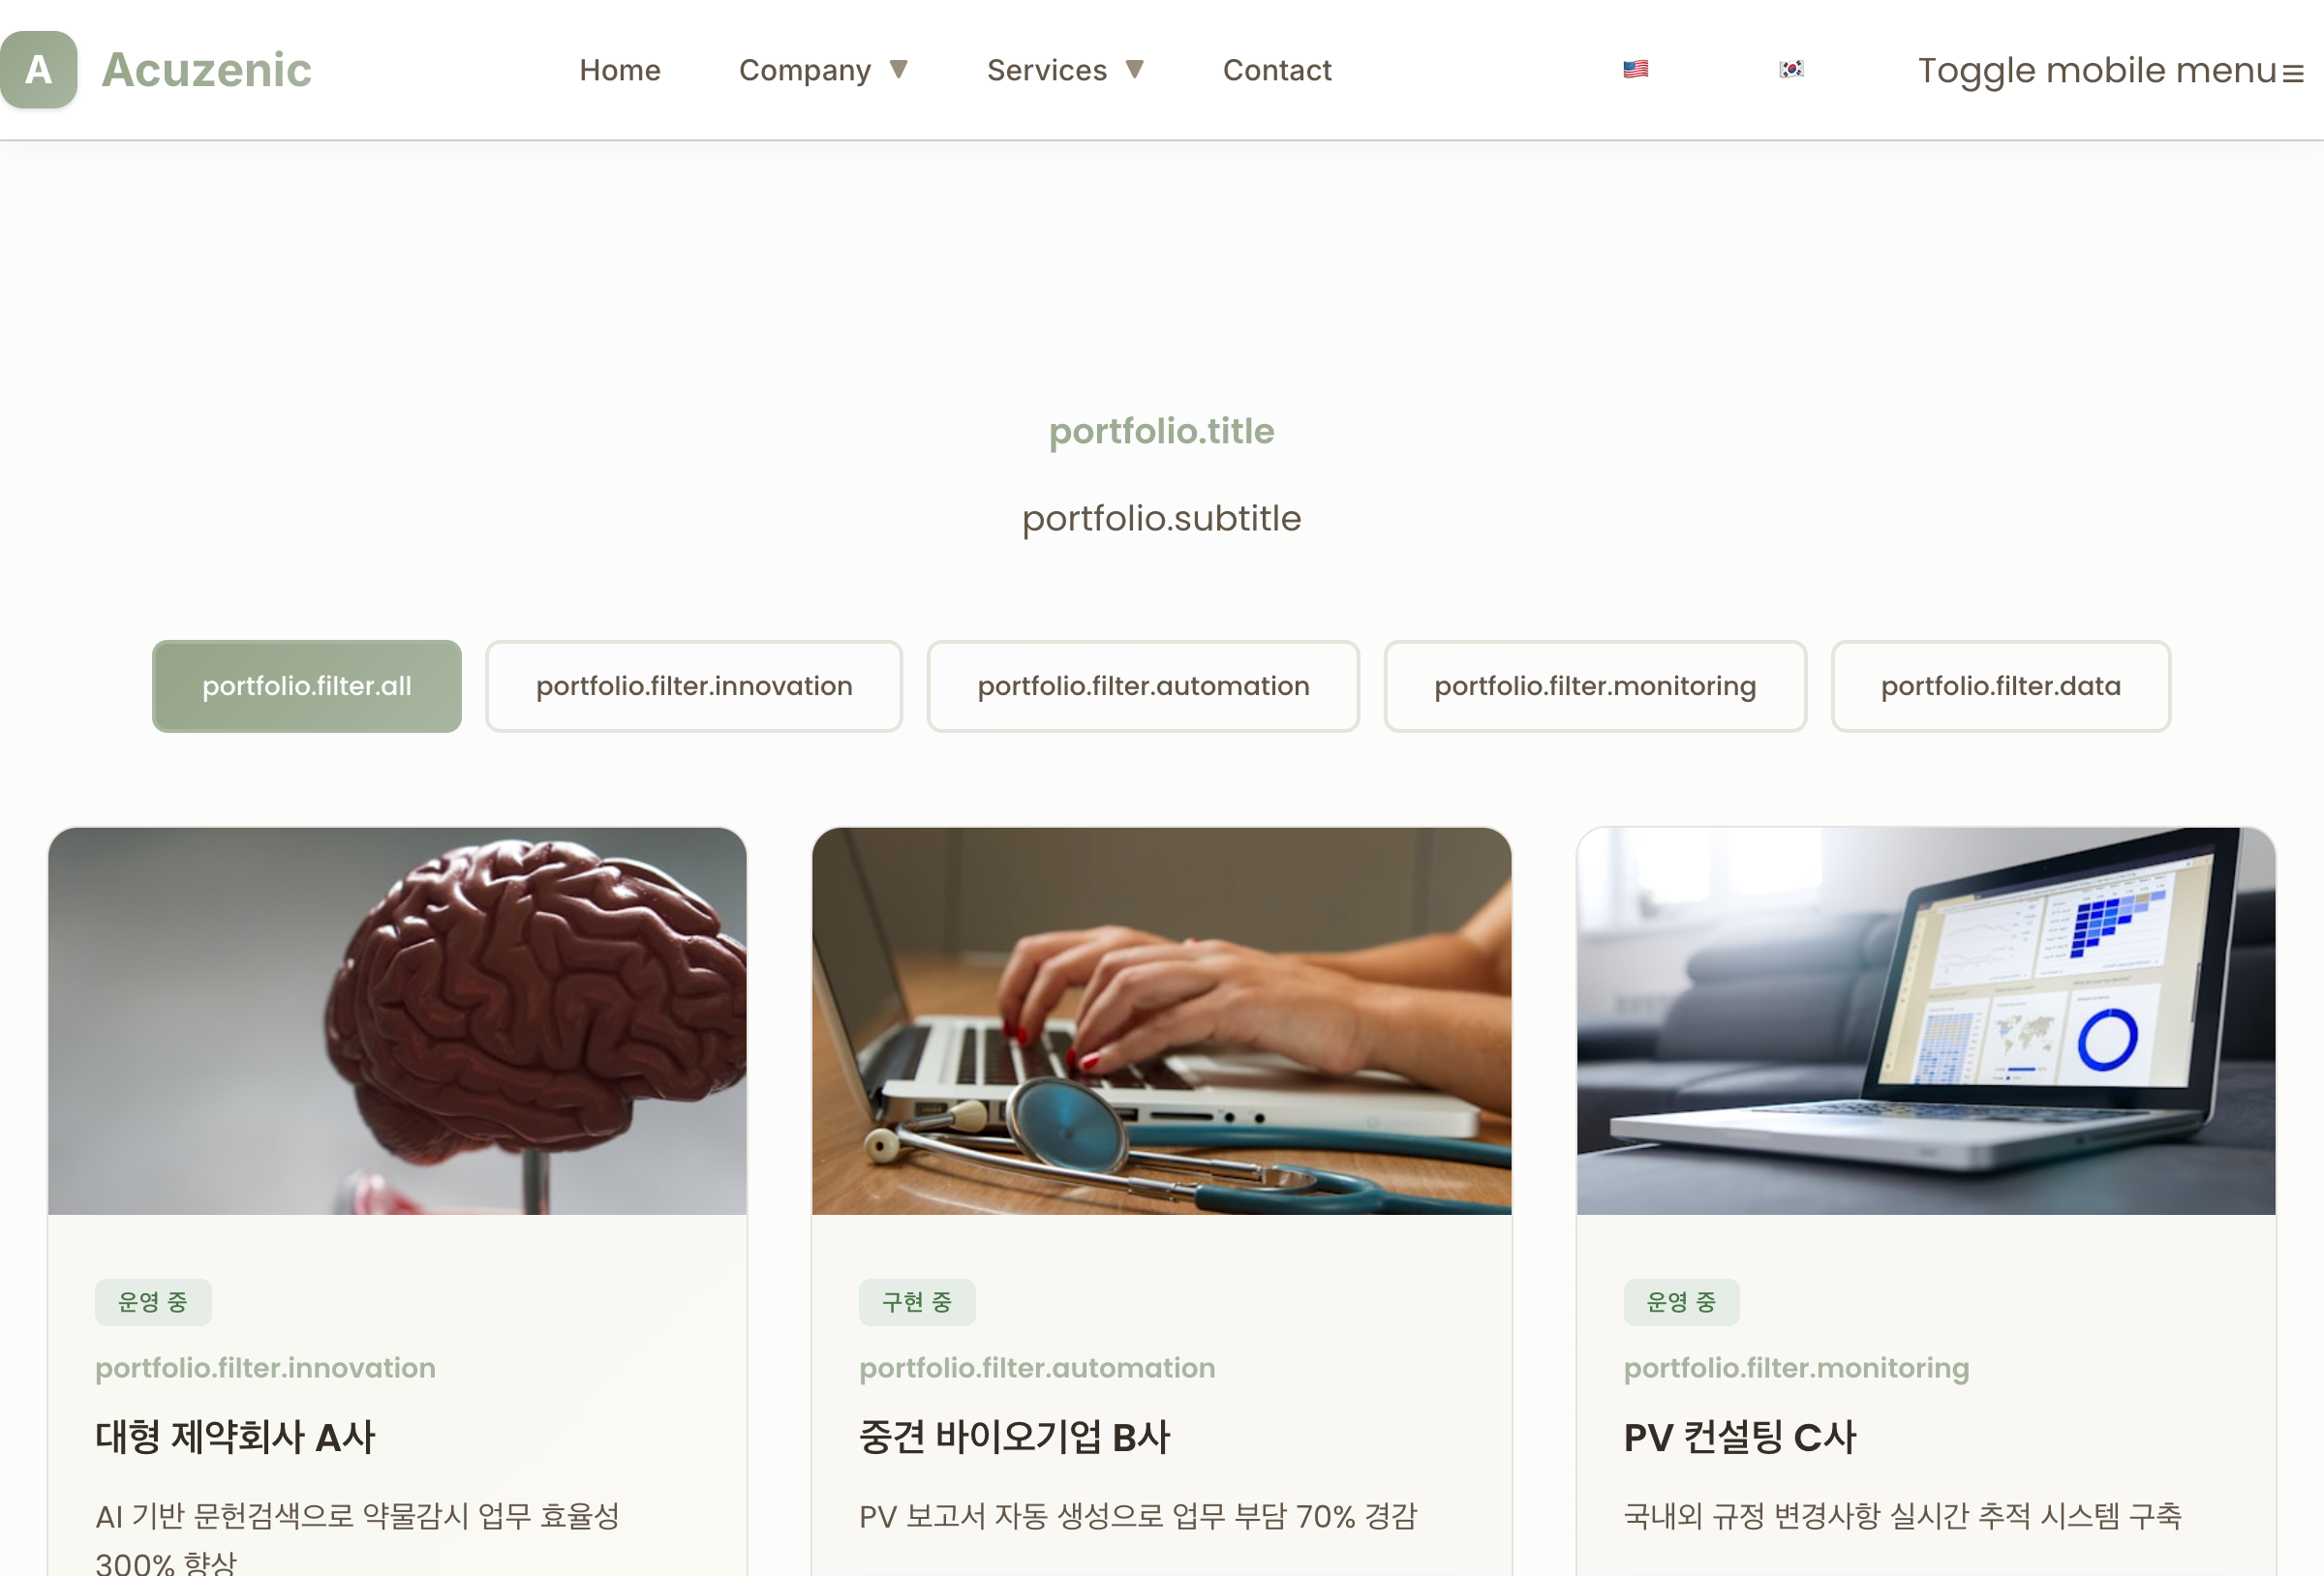 A Acuzenic Home Company ▼ Services ▼ Contact Toggle mobile menu≡
portfolio.title
portfolio.subtitle
portfolio.filter.all portfolio.filter.innovation portfolio.filter.automation portfolio.filter.monitoring portfolio.filter.data
운영 중
portfolio.filter.innovation
대형 제약회사 A사
AI 기반 문헌검색으로 약물감시 업무 효율성
300% 향상
구현 중
portfolio.filter.automation
중견 바이오기업 B사
PV 보고서 자동 생성으로 업무 부담 70% 경감
운영 중
portfolio.filter.monitoring
PV 컨설팅 C사
국내외 규정 변경사항 실시간 추적 시스템 구축